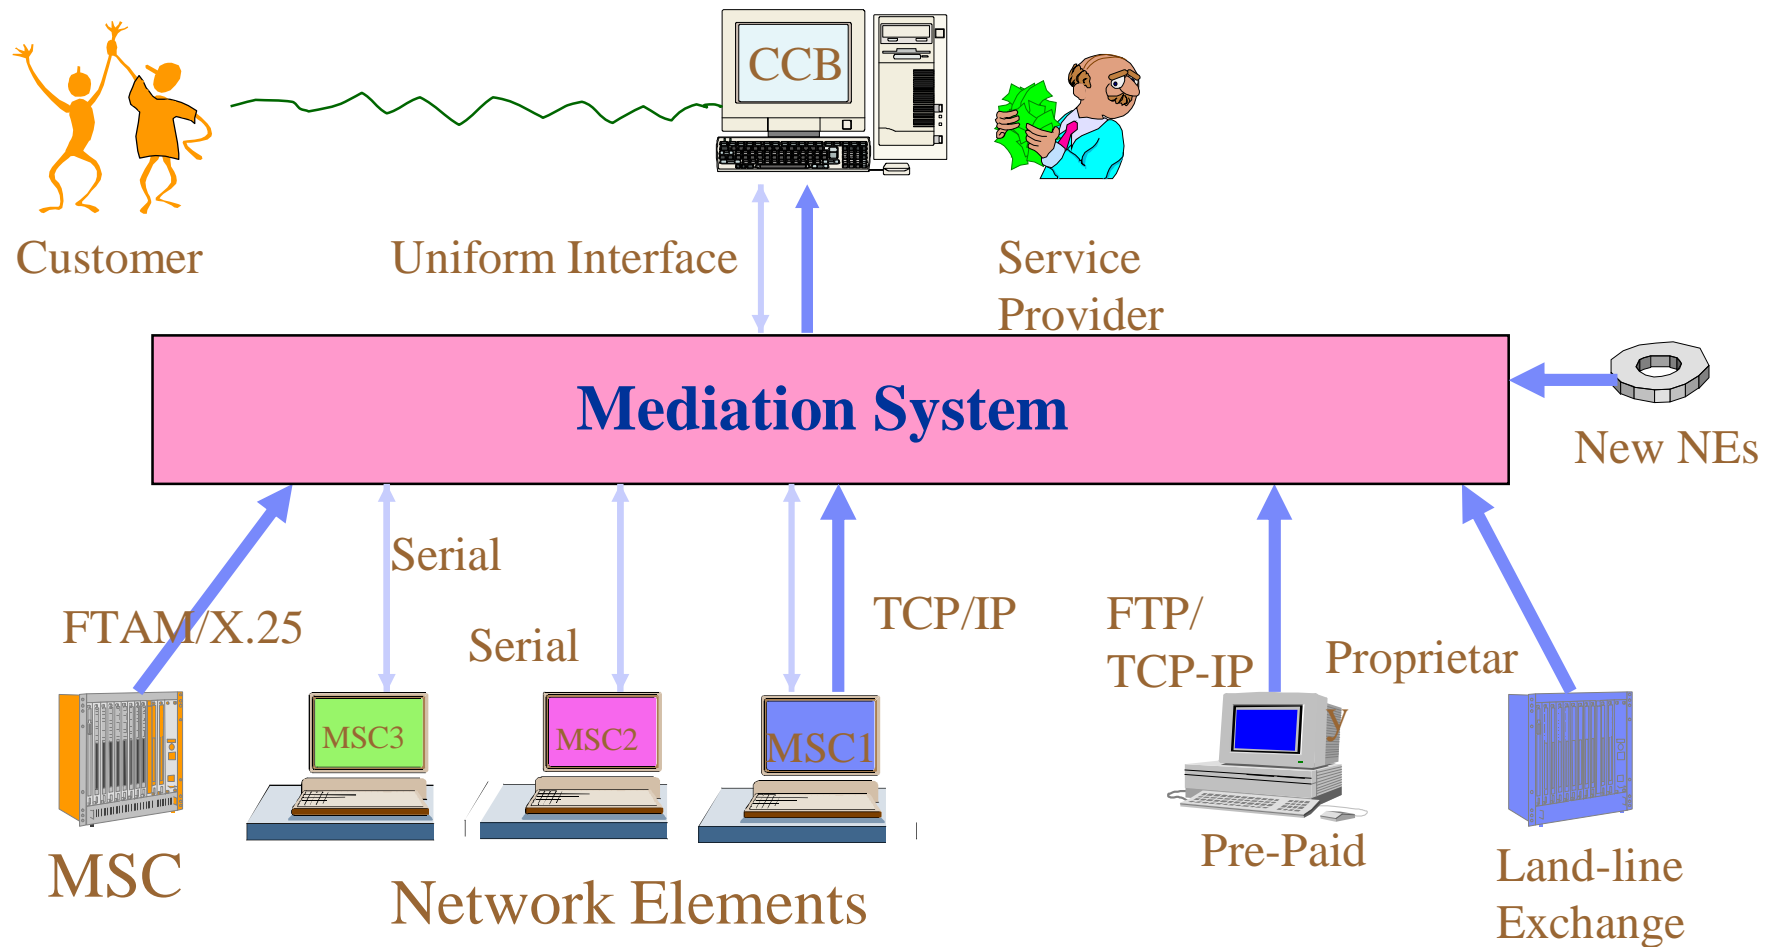 CCB
Customer
Uniform Interface
Service
Provider
Mediation System
New NEs
Serial
FTAM/X.25
Serial
TCP/IP
FTP/
TCP-IP
Proprietar
y
MSC3
MSC2
MSC1
MSC
Network Elements
Pre-Paid
Land-line
Exchange